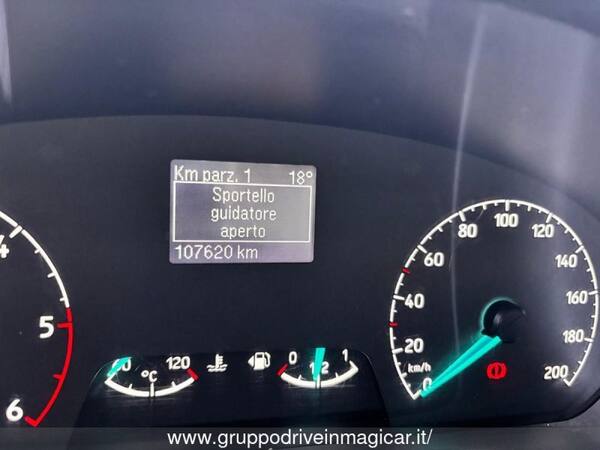 Km parz. 1 18°
Sportello
guidatore
aperto
107620 km
4
5
6
120
°C
0 1/2 1
0 20 40 60 80 100 120 140 160 180 200
km/h
www.gruppodriveinmagicar.it/